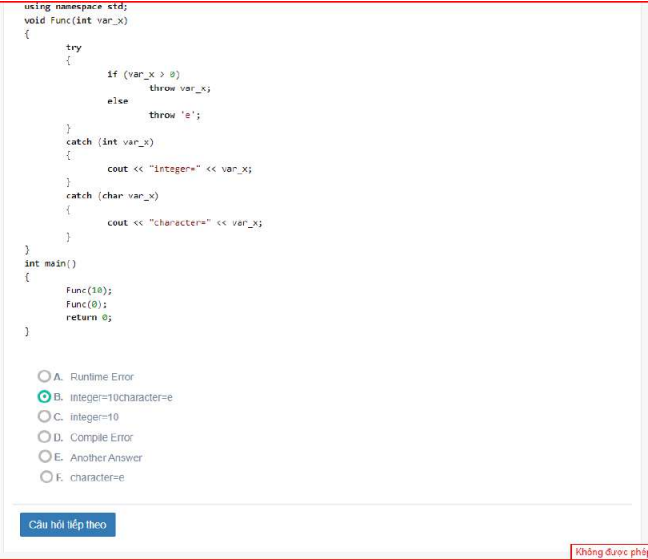 using namespace std;
void Func(int var_x)
{
try
{
if (var_x > 0)
throw var_x;
else
throw 'e';
}
catch (int var_x)
{
cout << "integer=" << var_x;
}
catch (char var_x)
{
cout << "character=" << var_x;
}
}
int main()
{
Func(10);
Func(0);
return 0;
}
A. Runtime Error
B. integer=10character=e
C. integer=10
D. Compile Error
E. Another Answer
F. character=e
Câu hỏi tiếp theo
Không được